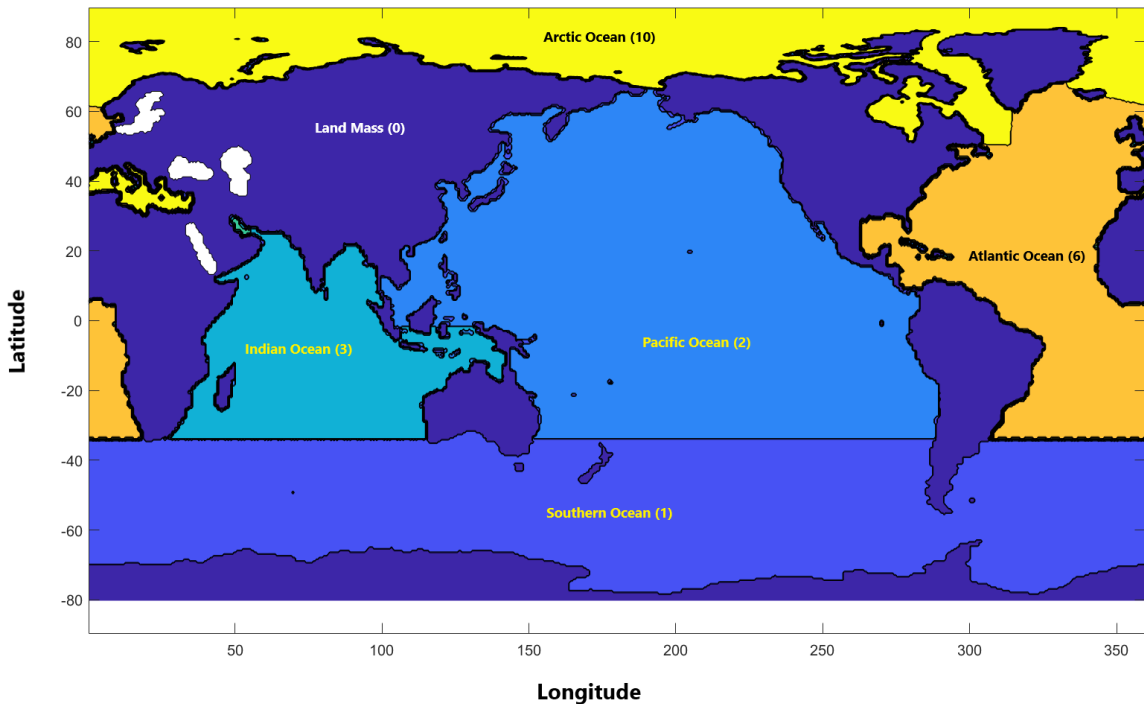 Arctic Ocean (10)
Land Mass (0)
Atlantic Ocean (6)
Indian Ocean (3)
Pacific Ocean (2)
Southern Ocean (1)
80
60
40
20
0
-20
-40
-60
-80
Latitude
50
100
150
200
250
300
350
Longitude